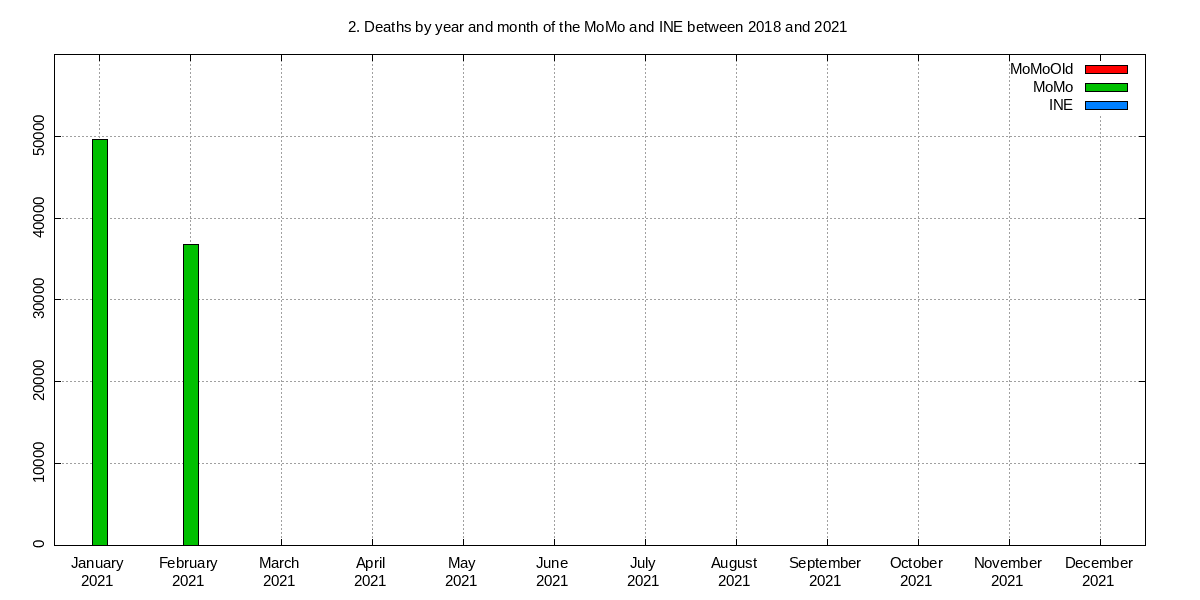 2. Deaths by year and month of the MoMo and INE between 2018 and 2021
MoMoOld
MoMo
INE
50000
40000
30000
20000
10000
0
January February March April May June July August September October November December
2021 2021 2021 2021 2021 2021 2021 2021 2021 2021 2021 2021